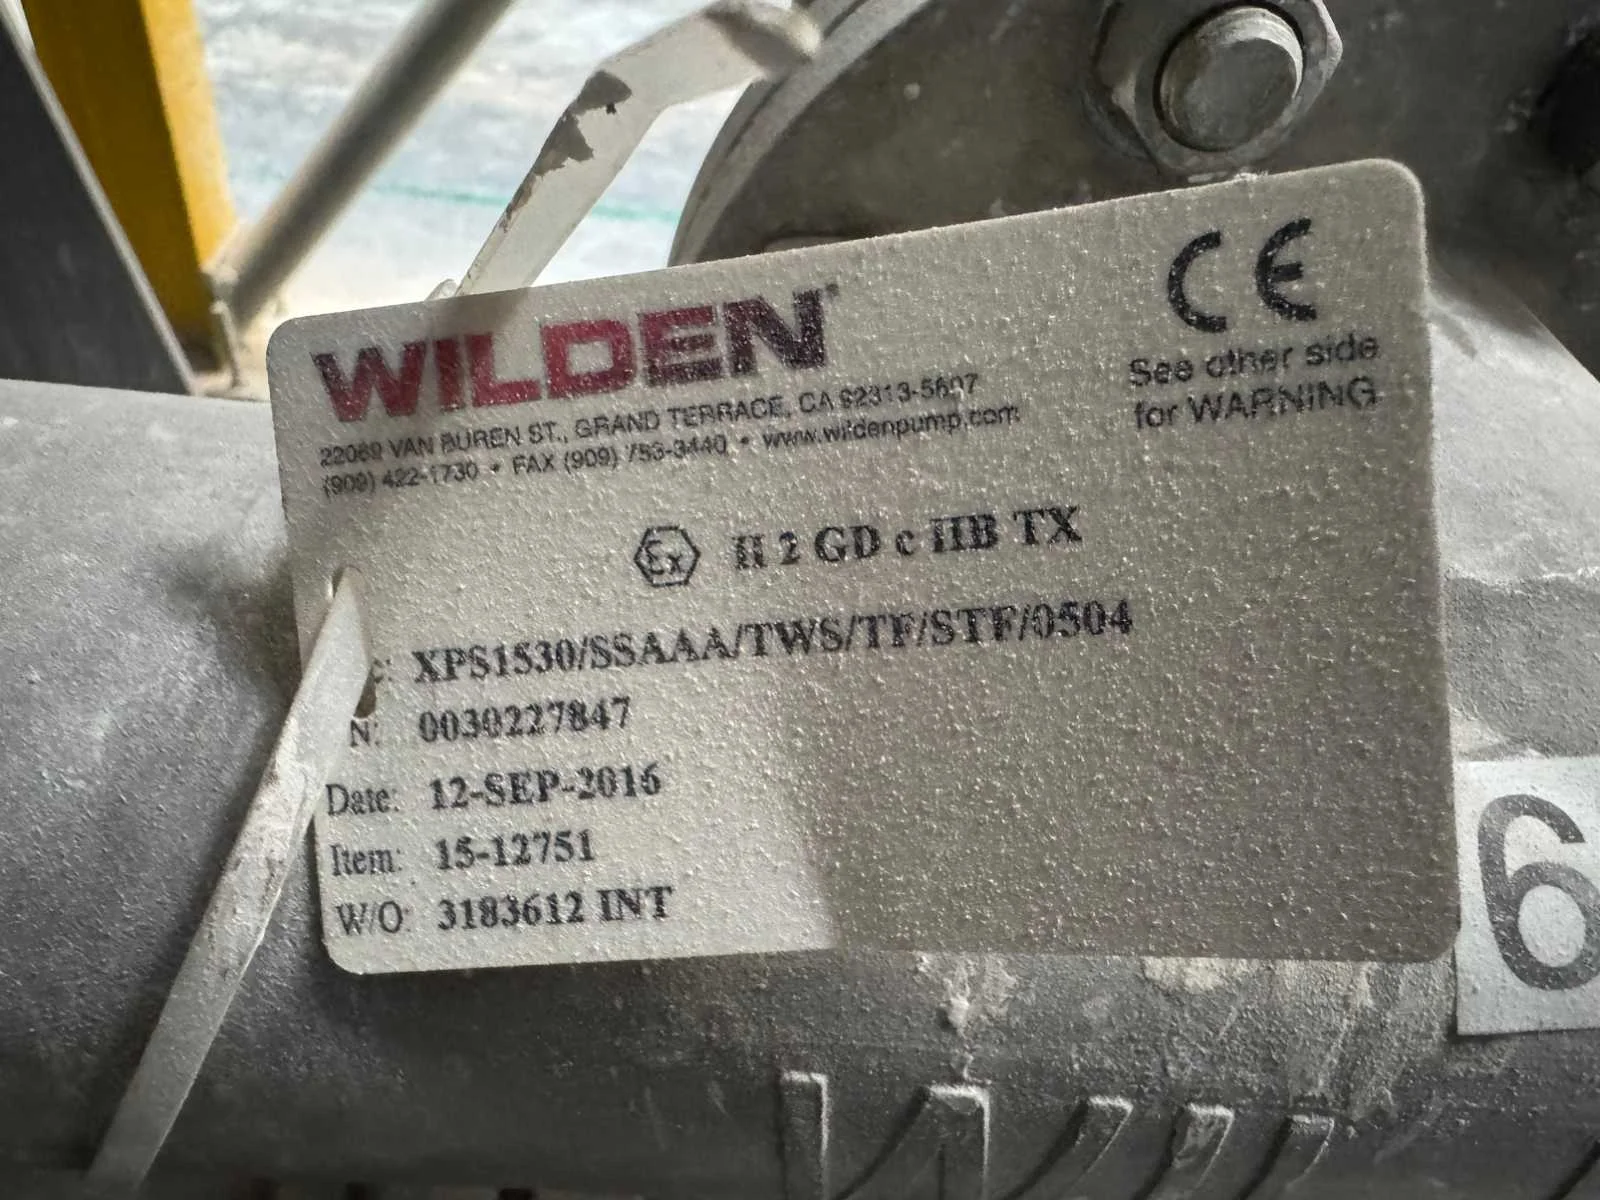 WILDEN
22069 VAN BUREN ST., GRAND TERRACE, CA 92313-5607
(909) 422-1730 • FAX (909) 783-3440 • www.wildenpump.com
CE
See other side
for WARNING
Ex II 2 GD c IIB TX
c: XPS1530/SSAAA/TWS/TF/STF/0504
N: 0030227847
Date: 12-SEP-2016
Item: 15-12751
W/O: 3183612 INT
6